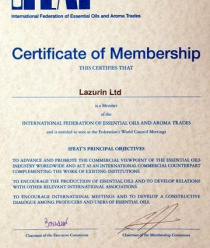 IFEAT
International Federation of Essential Oils and Aroma Trades
Certificate of Membership
THIS CERTIFIES THAT
Lazurin Ltd
is a Member
of the
INTERNATIONAL FEDERATION OF ESSENTIAL OILS AND AROMA TRADES
and is entitled to vote at the Federation's World Council Meetings
IFEAT'S PRINCIPAL OBJECTIVES
TO ADVANCE AND PROMOTE THE COMMERCIAL VIEWPOINT OF THE ESSENTIAL OILS
INDUSTRY WORLDWIDE AND ACT AS AN INTERNATIONAL COMMERCIAL COUNTERPART
COMPLEMENTING THE WORK OF EXISTING INSTITUTIONS
TO ENCOURAGE THE PRODUCTION OF ESSENTIAL OILS AND TO DEVELOP RELATIONS
WITH OTHER RELEVANT INTERNATIONAL ASSOCIATIONS
TO ENCOURAGE INTERNATIONAL MEETINGS AND TO DEVELOP A CONSTRUCTIVE
DIALOGUE AMONG PRODUCERS AND USERS OF ESSENTIAL OILS
Chairman of the Executive Committee
Chairman of the Membership Committee